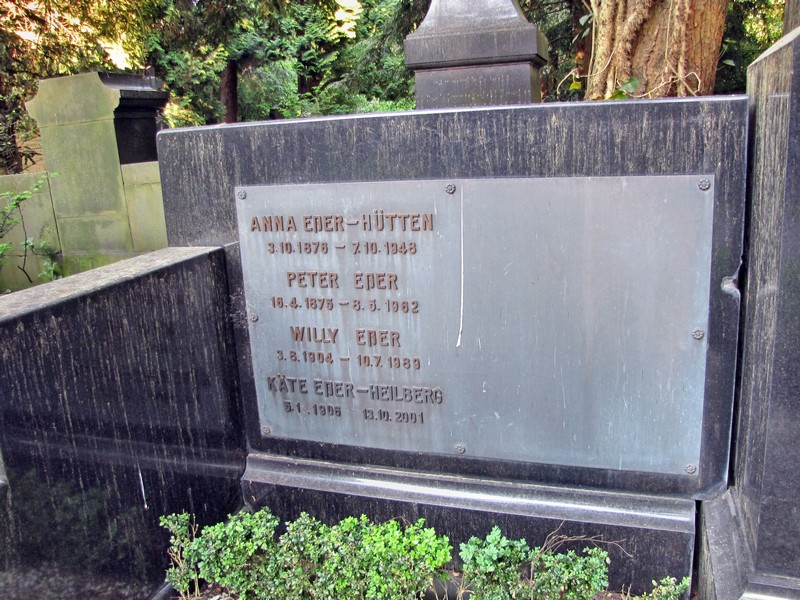 ANNA EDER-HÜTTEN
3.10.1876 - 7.10.1948
PETER EDER
16.4.1875 - 8.5.1962
WILLY EDER
3.8.1904 - 10.7.1989
KÄTE EDER-HEILBERG
5.1.1906 13.10.2001